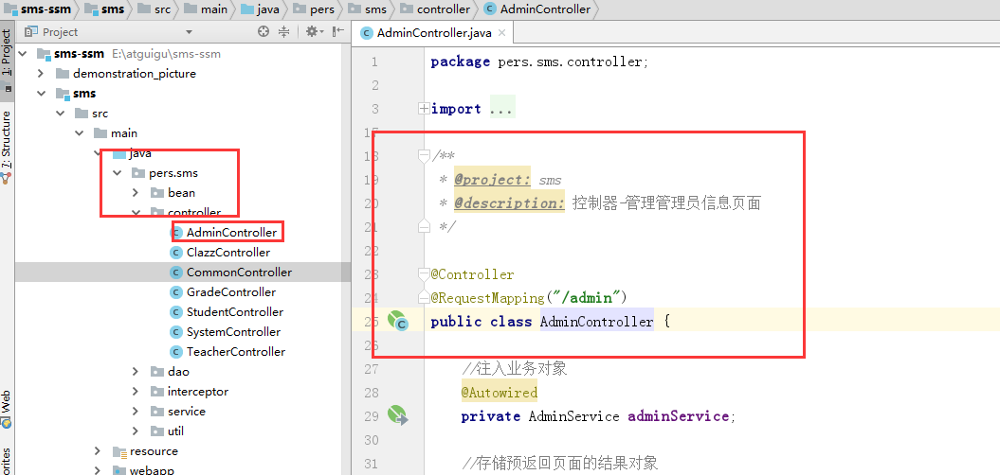 sms-ssm sms src main java pers sms controller AdminController
Project
AdminController.java
1: Project
7: Structure
Web
sms-ssm E:\atguigu\sms-ssm
demonstration_picture
sms
src
main
java
pers.sms
bean
controller
AdminController
ClazzController
CommonController
GradeController
StudentController
SystemController
TeacherController
dao
interceptor
service
util
resource
webapp
1 package pers.sms.controller;
2
3 import ...
17
18 /**
19 * @project: sms
20 * @description: 控制器-管理管理员信息页面
21 */
22
23 @Controller
24 @RequestMapping("/admin")
25 public class AdminController {
26
27 //注入业务对象
28 @Autowired
29 private AdminService adminService;
30
31 //存储预返回页面的结果对象